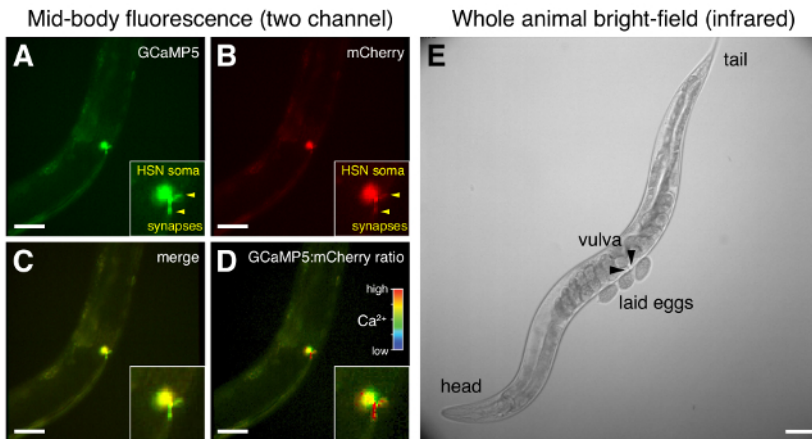 Mid-body fluorescence (two channel)
Whole animal bright-field (infrared)
A
GCaMP5
HSN soma
synapses
B
mCherry
HSN soma
synapses
C
merge
D
GCaMP5:mCherry ratio
high
Ca²⁺
low
E
tail
vulva
laid eggs
head